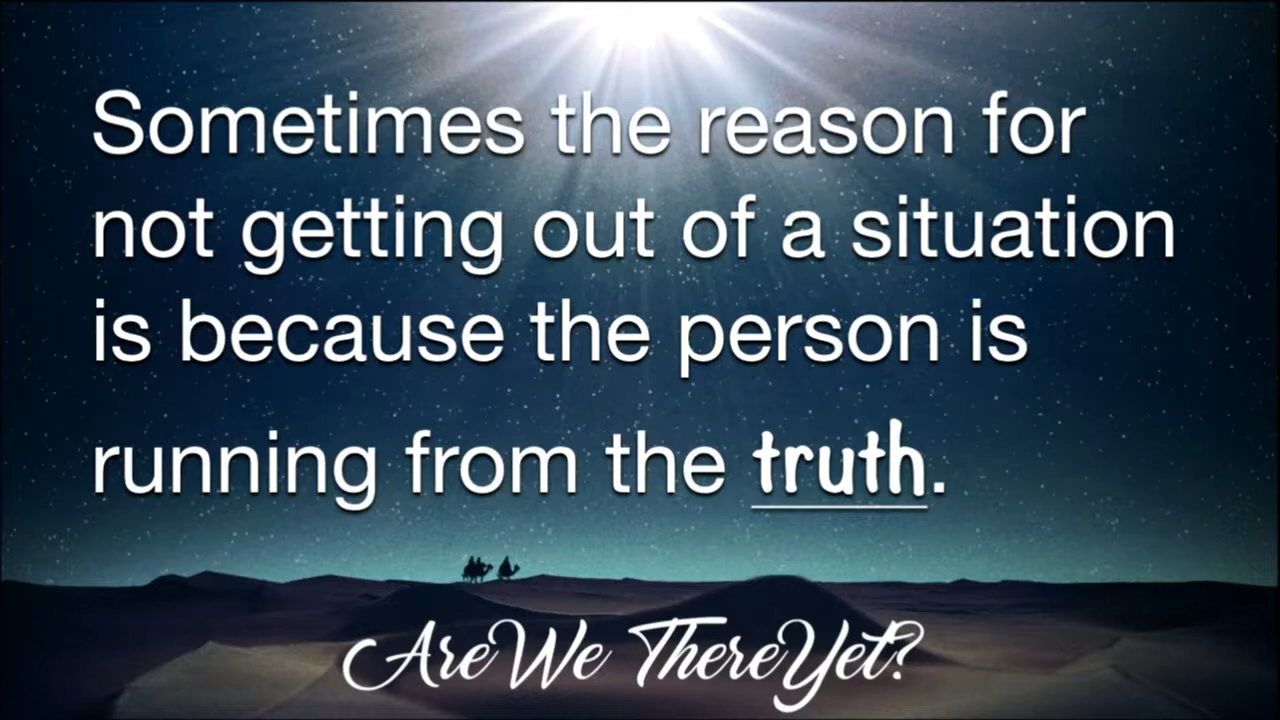 Sometimes the reason for
not getting out of a situation
is because the person is
running from the truth.
Are We There Yet?